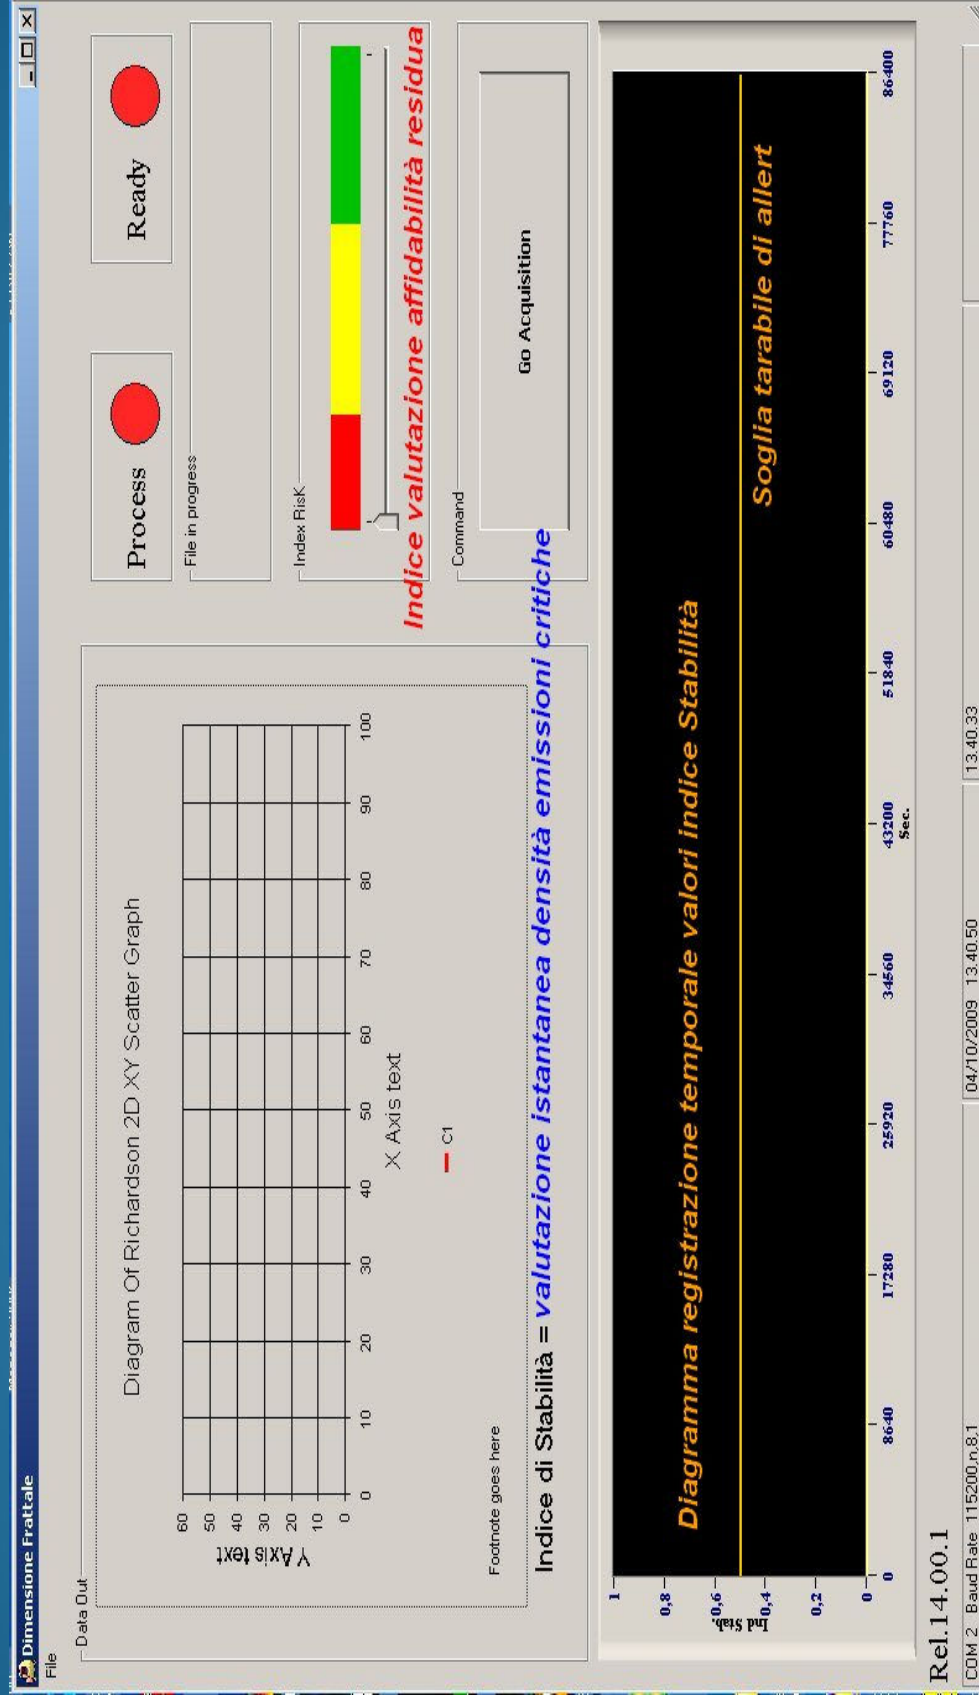 Dimensione Frattale
File
Data Out
Diagram Of Richardson 2D XY Scatter Graph
Y Axis text
60
50
40
30
20
10
0
0 10 20 30 40 50 60 70 80 90 100
X Axis text
C1
Footnote goes here
Indice di Stabilità = valutazione istantanea densità emissioni critiche
Process
Ready
File in progress
Index RisK
Indice valutazione affidabilità residua
Command
Go Acquisition
Ind Stab.
1
0,8
0,6
0,4
0,2
0
Diagramma registrazione temporale valori indice Stabilità
Soglia tarabile di allert
0 8640 17280 25920 34560 43200 51840 60480 69120 77760 86400
Sec.
Rel.14.00.1
COM 2 Baud Rate 115200,n,8,1
04/10/2009 13.40.50
13.40.33